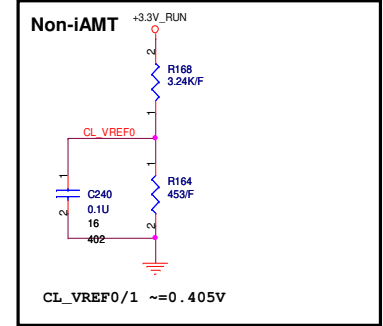 Non-iAMT
+3.3V_RUN
2
R168
3.24K/F
1
CL_VREF0
1
1
R164
453/F
C240
0.1U
16
402
2
2
CL_VREF0/1 ~=0.405V